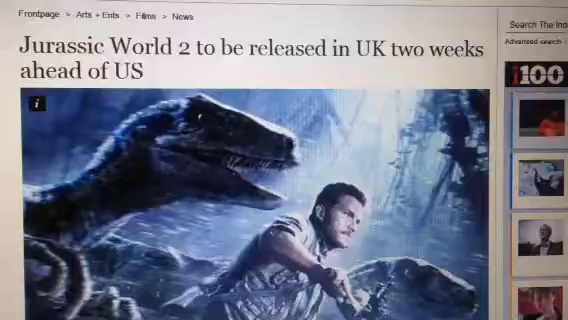 Frontpage > Arts + Ents > Films > News
Jurassic World 2 to be released in UK two weeks
ahead of US
i
Search The Ind
Advanced search
i100